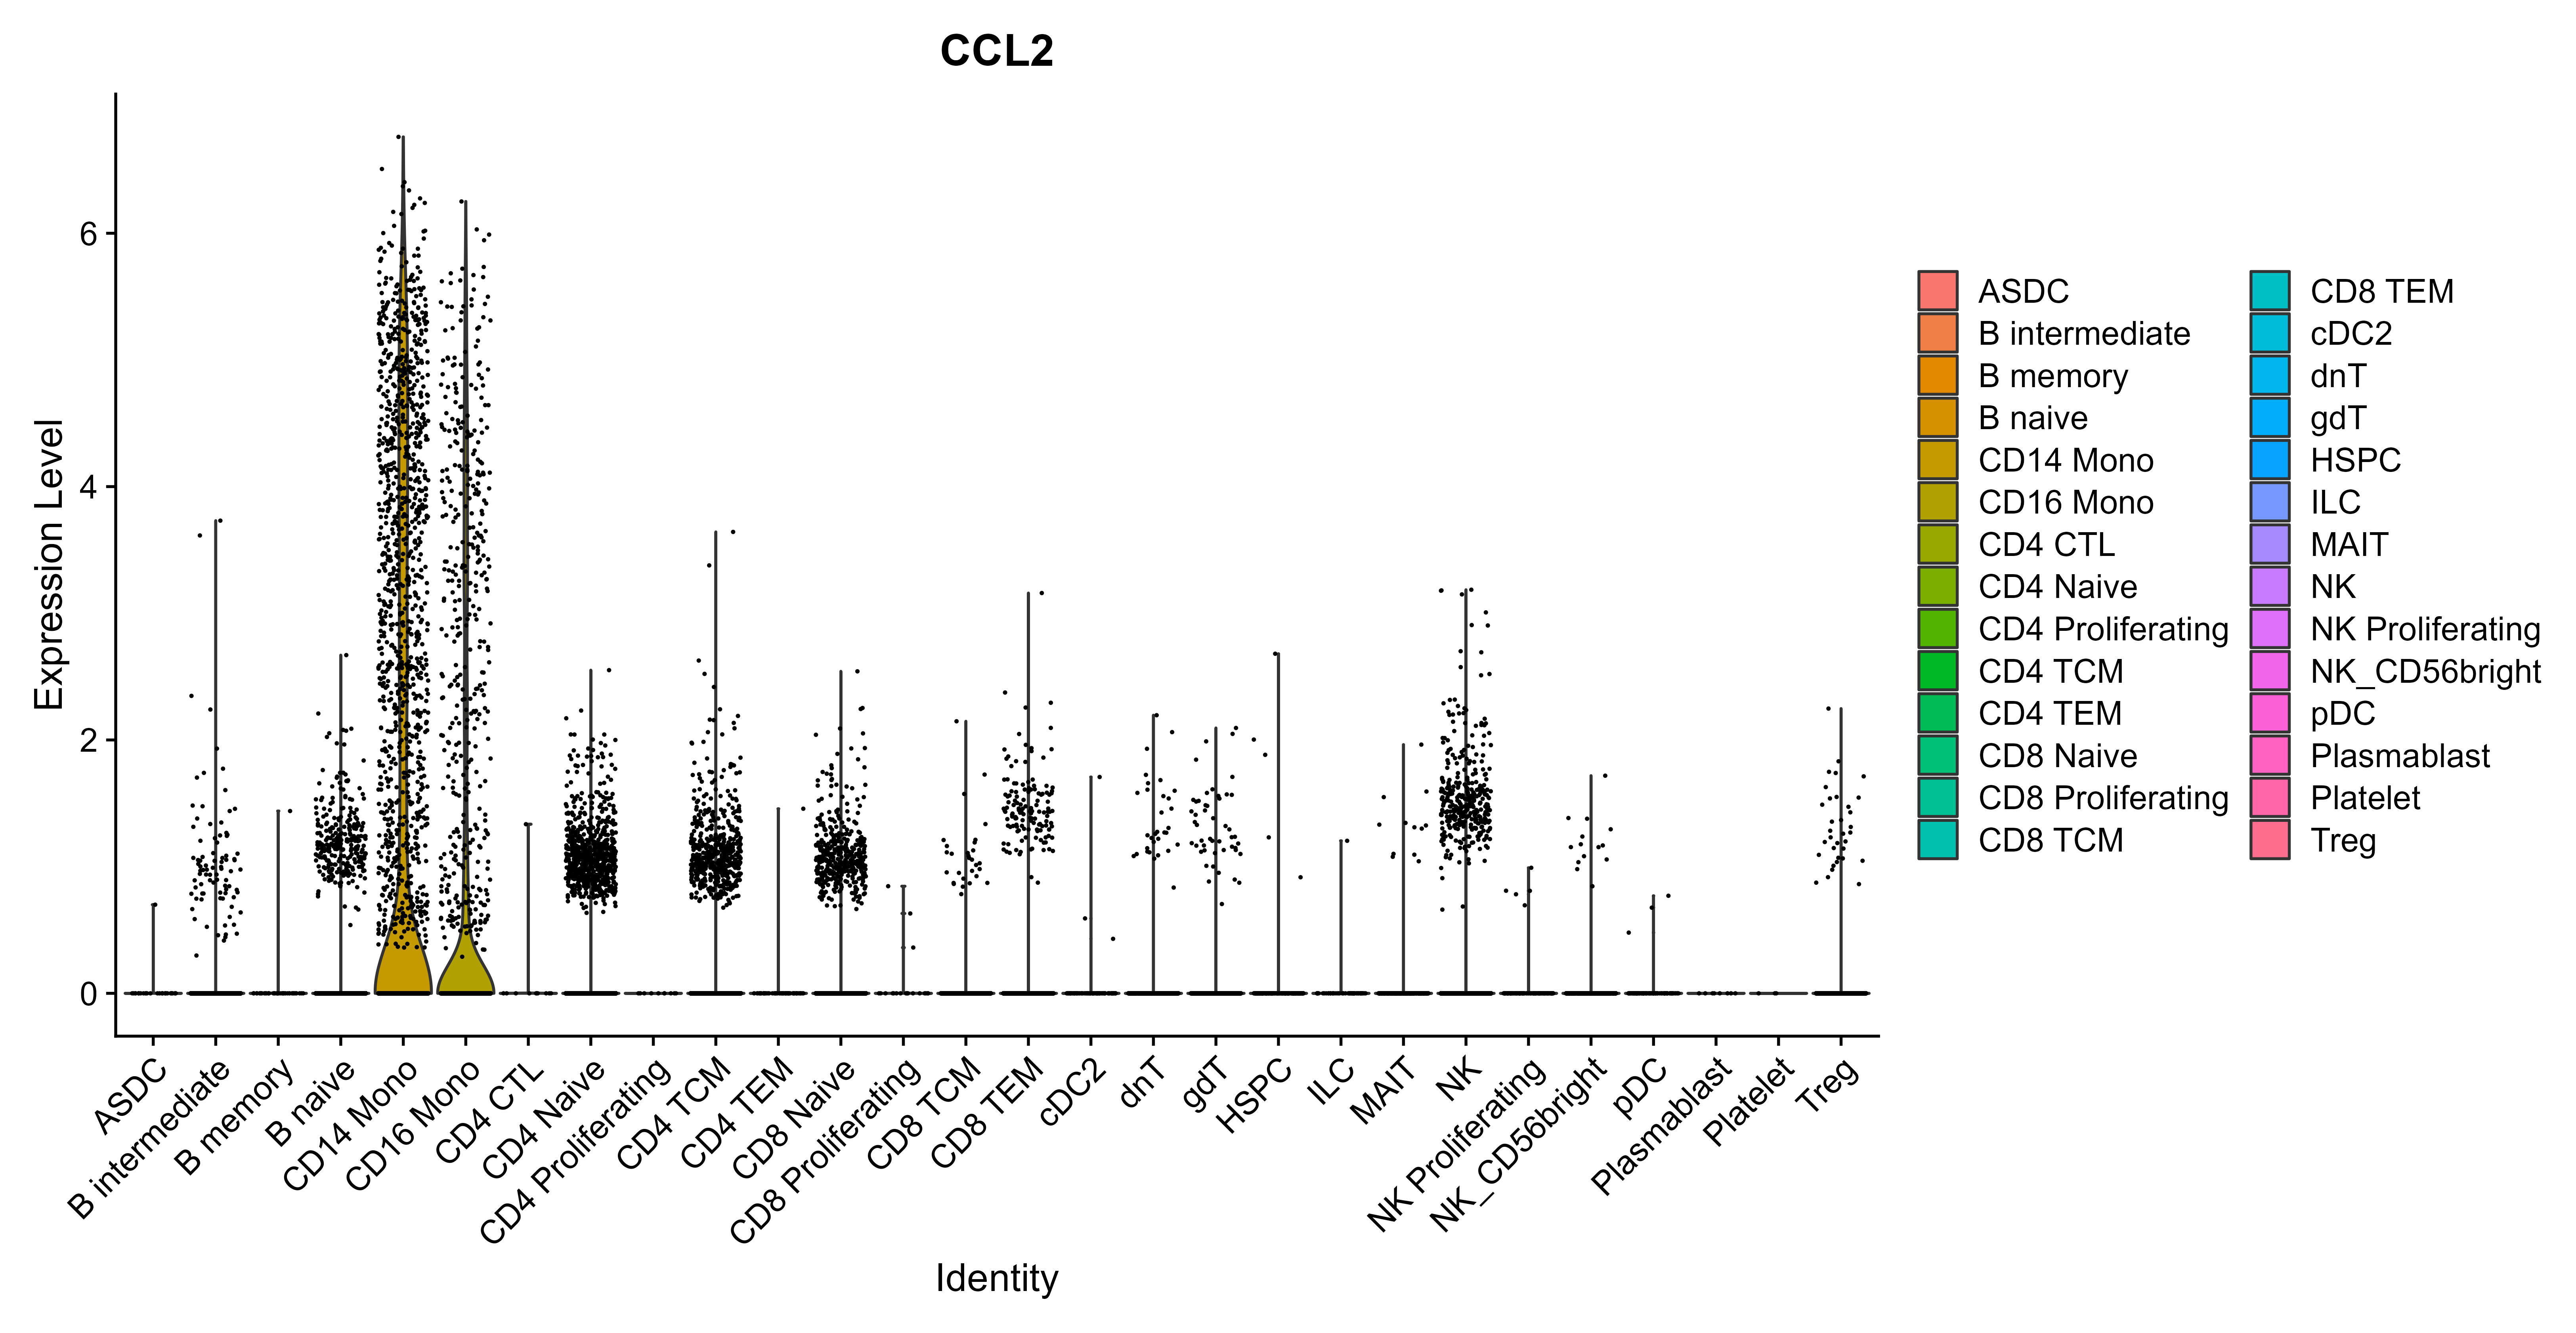 CCL2
Expression Level
6
4
2
0
ASDC
B intermediate
B memory
B naive
CD14 Mono
CD16 Mono
CD4 CTL
CD4 Naive
CD4 Proliferating
CD4 TCM
CD4 TEM
CD8 Naive
CD8 Proliferating
CD8 TCM
CD8 TEM
cDC2
dnT
gdT
HSPC
ILC
MAIT
NK
NK Proliferating
NK_CD56bright
pDC
Plasmablast
Platelet
Treg
Identity
ASDC
B intermediate
B memory
B naive
CD14 Mono
CD16 Mono
CD4 CTL
CD4 Naive
CD4 Proliferating
CD4 TCM
CD4 TEM
CD8 Naive
CD8 Proliferating
CD8 TCM
CD8 TEM
cDC2
dnT
gdT
HSPC
ILC
MAIT
NK
NK Proliferating
NK_CD56bright
pDC
Plasmablast
Platelet
Treg